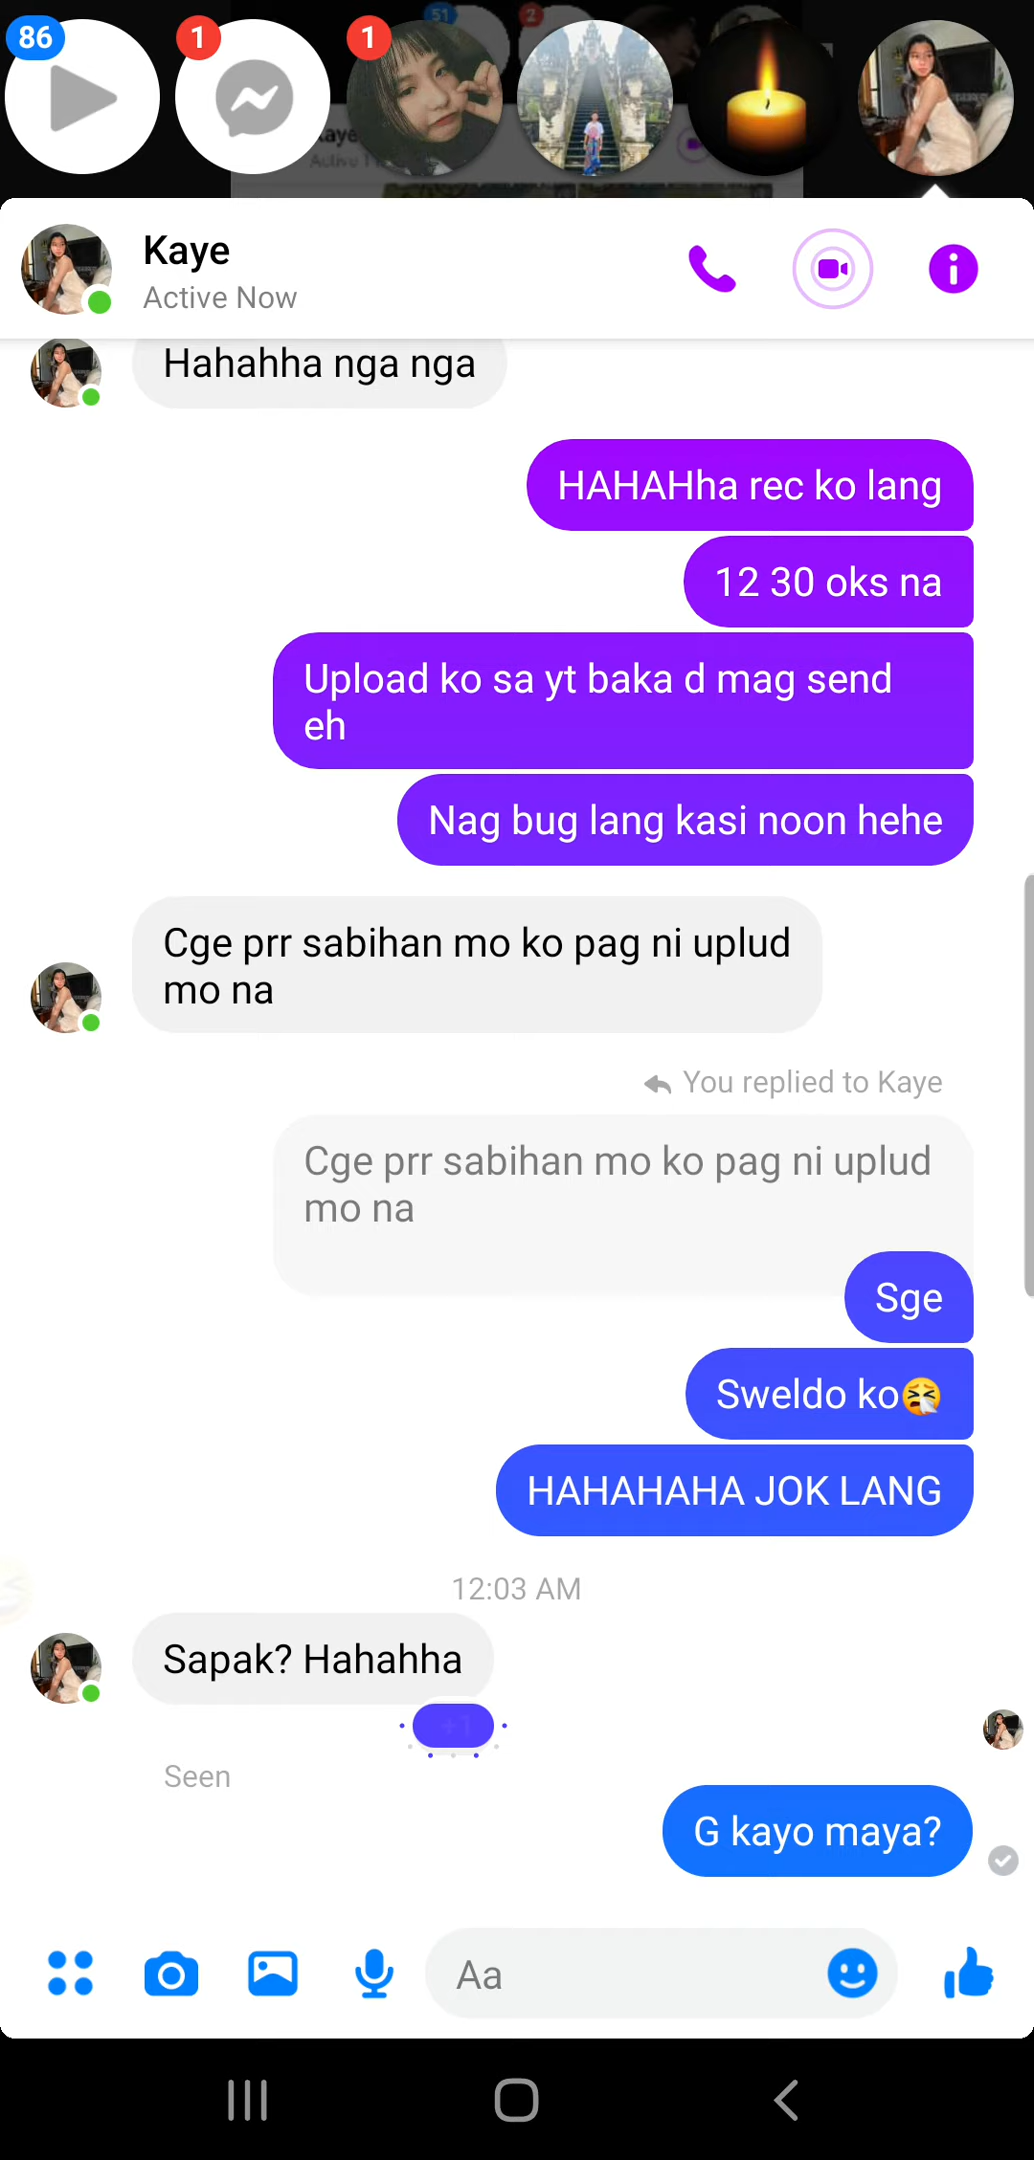 86
1
1
51
2
Kaye
Active Now
Hahahha nga nga
HAHAHha rec ko lang
12 30 oks na
Upload ko sa yt baka d mag send
eh
Nag bug lang kasi noon hehe
Cge prr sabihan mo ko pag ni uplud
mo na
You replied to Kaye
Cge prr sabihan mo ko pag ni uplud
mo na
Sge
Sweldo ko🤧
HAHAHAHA JOK LANG
12:03 AM
Sapak? Hahahha
+1
Seen
G kayo maya?
Aa